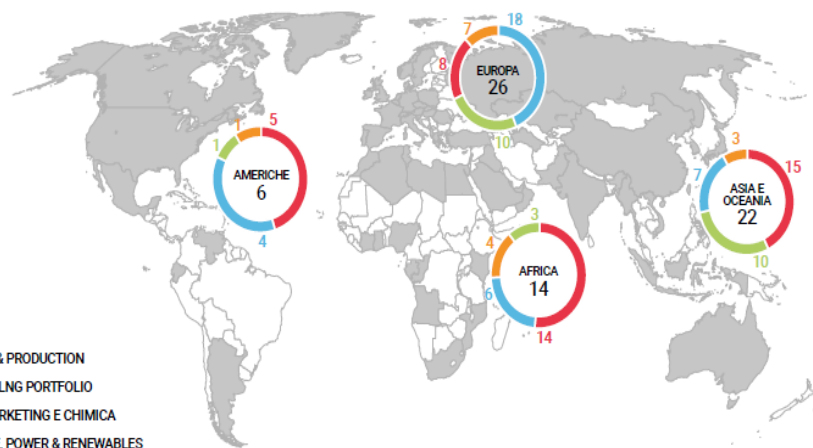 7 18
8
EUROPA
26
10
1 1 5
AMERICHE
6
4
3 15
7
ASIA E
OCEANIA
22
10
3
4
AFRICA
14
6
14
& PRODUCTION
LNG PORTFOLIO
RKETING E CHIMICA
POWER & RENEWABLES